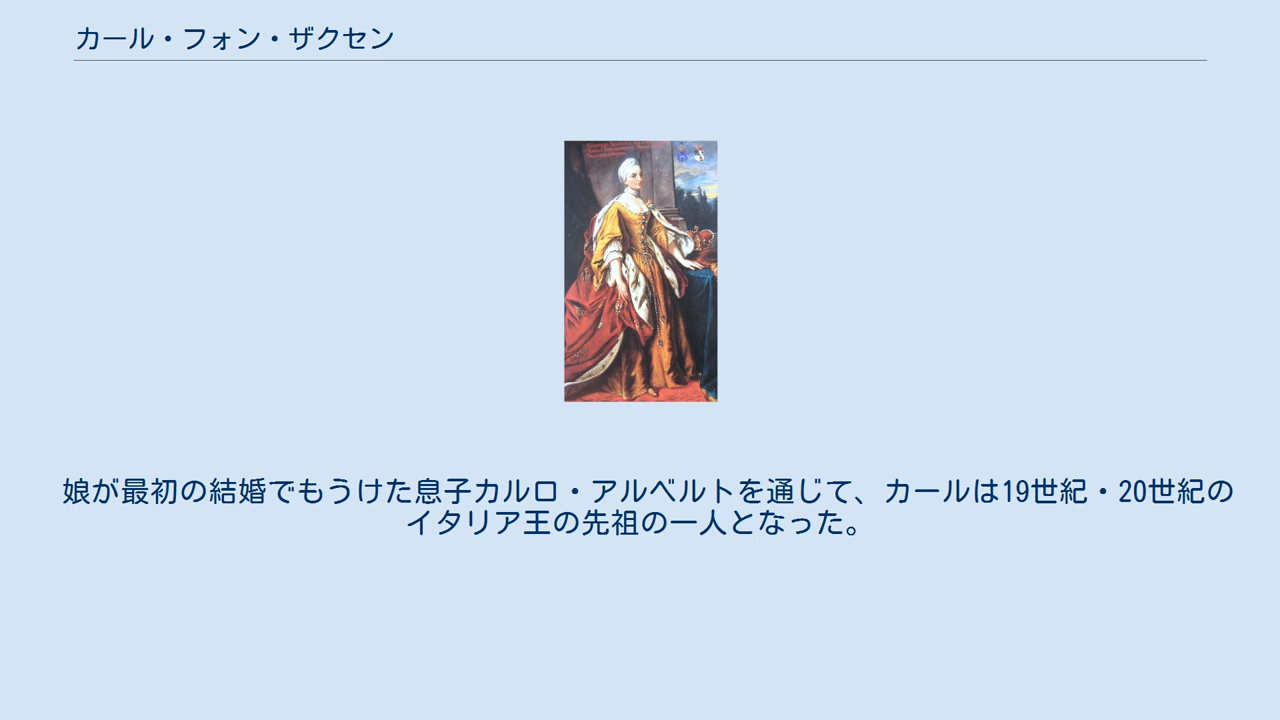 カール・フォン・ザクセン
娘が最初の結婚でもうけた息子カルロ・アルベルトを通じて、カールは19世紀・20世紀の
イタリア王の先祖の一人となった。